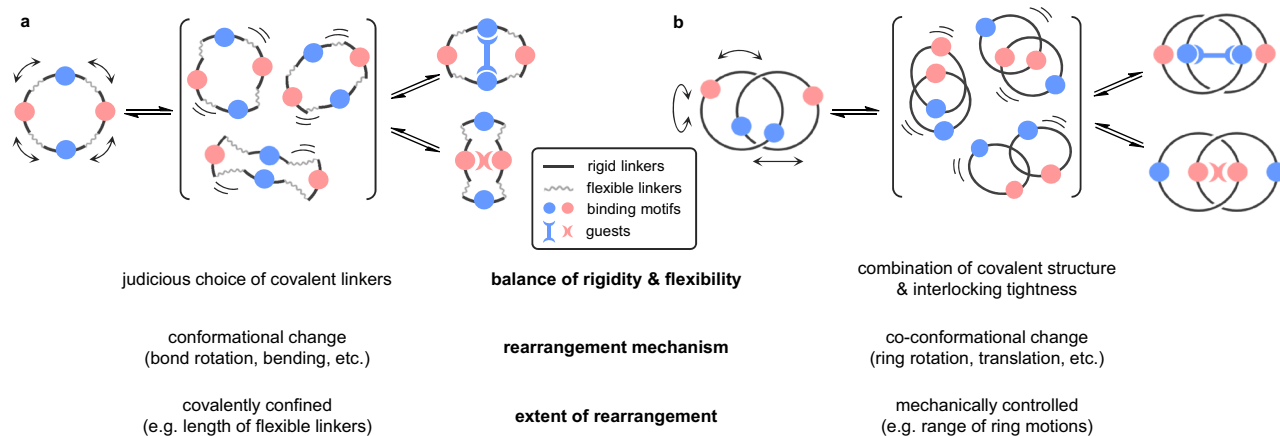 a
b
rigid linkers
flexible linkers
binding motifs
guests
judicious choice of covalent linkers
balance of rigidity & flexibility
combination of covalent structure
& interlocking tightness
conformational change
(bond rotation, bending, etc.)
rearrangement mechanism
co-conformational change
(ring rotation, translation, etc.)
covalently confined
(e.g. length of flexible linkers)
extent of rearrangement
mechanically controlled
(e.g. range of ring motions)